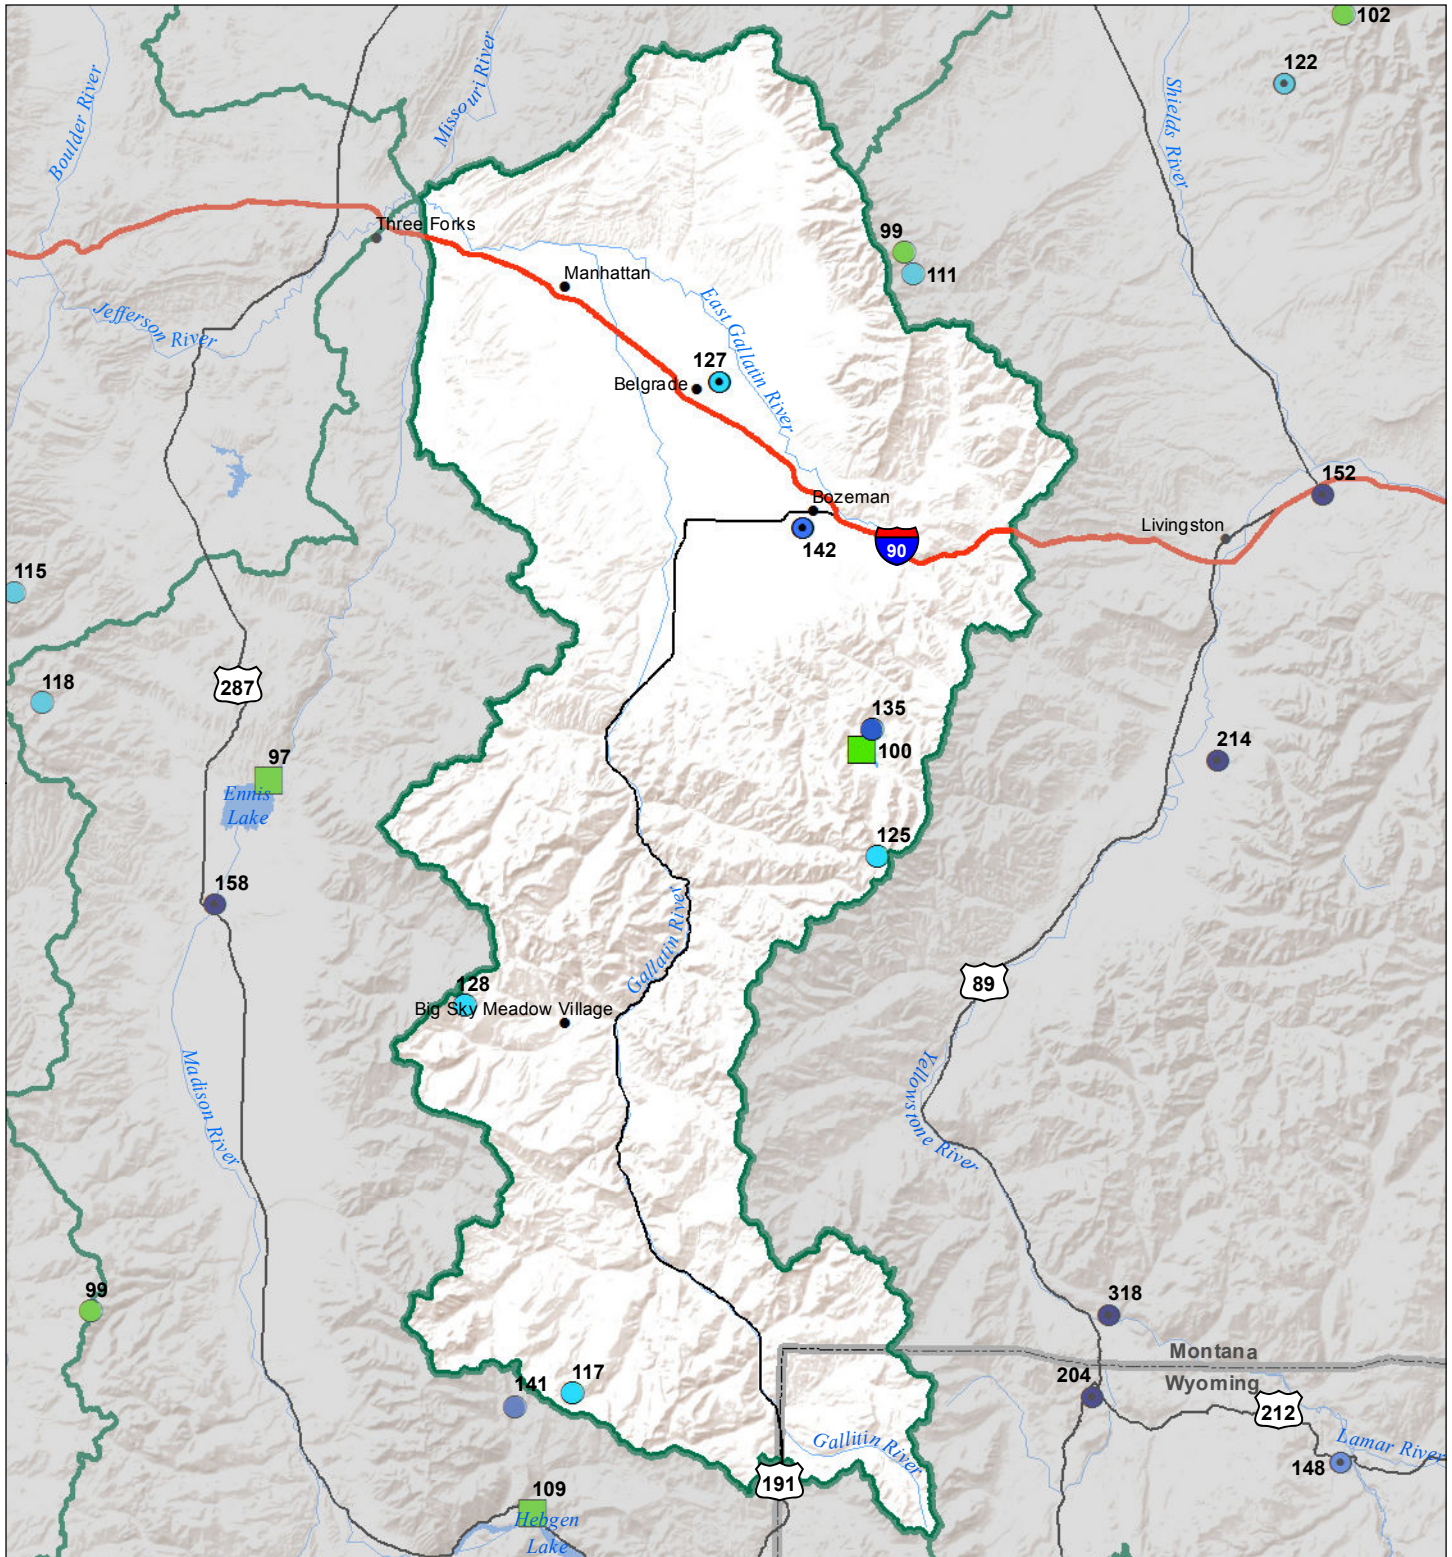 102
122
Boulder River
Missouri River
Shields River
Three Forks
99
111
Manhattan
Jefferson River
East Gallatin River
127
Belgrade
152
Bozeman
Livingston
142
90
115
118
287
135
100
214
97
Ennis
Lake
125
158
Gallatin River
89
128
Big Sky Meadow Village
Madison River
Yellowstone River
99
318
Montana
Wyoming
204
117
141
212
Gallitin River
Lamar River
148
191
109
Hebgen
Lake